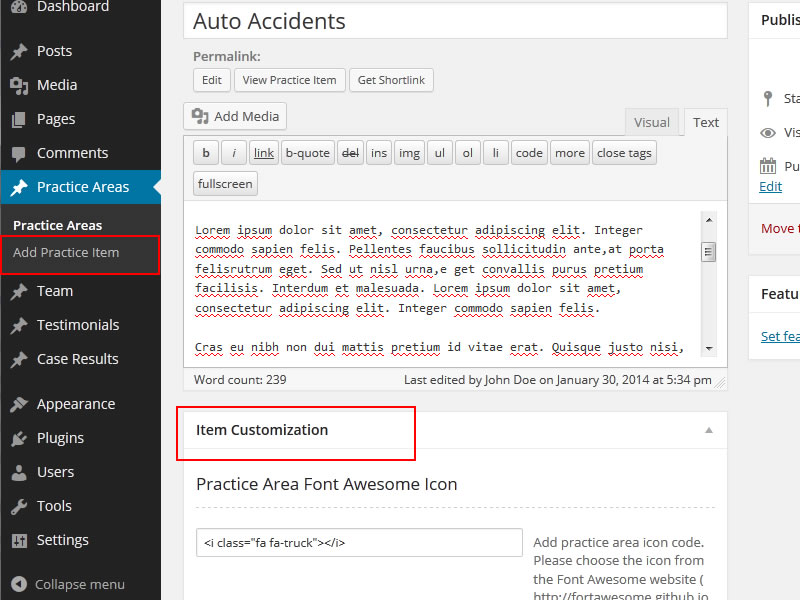 Dashboard
Posts
Media
Pages
Comments
Practice Areas
Practice Areas
Add Practice Item
Team
Testimonials
Case Results
Appearance
Plugins
Users
Tools
Settings
Collapse menu
Auto Accidents
Permalink:
Edit View Practice Item Get Shortlink
Add Media
Visual Text
b i link b-quote del ins img ul ol li code more close tags
fullscreen
Lorem ipsum dolor sit amet, consectetur adipiscing elit. Integer
commodo sapien felis. Pellentes faucibus sollicitudin ante,at porta
felisrutrum eget. Sed ut nisl urna,e get convallis purus pretium
facilisis. Interdum et malesuada. Lorem ipsum dolor sit amet,
consectetur adipiscing elit. Integer commodo sapien felis.
Cras eu nibh non dui mattis pretium id vitae erat. Quisque justo nisi,
Word count: 239 Last edited by John Doe on January 30, 2014 at 5:34 pm
Item Customization
Practice Area Font Awesome Icon
<i class="fa fa-truck"></i>
Add practice area icon code.
Please choose the icon from
the Font Awesome website (
http://fortawesome.github.io
Publis
Sta
Vis
Pu
Edit
Move t
Featu
Set fea